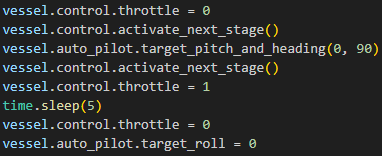 vessel.control.throttle = 0
vessel.control.activate_next_stage()
vessel.auto_pilot.target_pitch_and_heading(0, 90)
vessel.control.activate_next_stage()
vessel.control.throttle = 1
time.sleep(5)
vessel.control.throttle = 0
vessel.auto_pilot.target_roll = 0